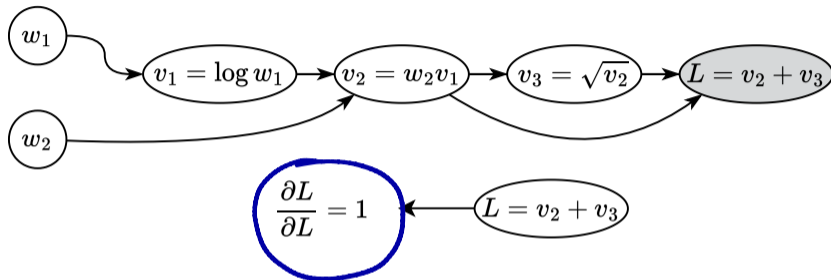 w₁
v₁ = log w₁
v₂ = w₂v₁
v₃ = √v₂
L = v₂ + v₃
w₂
∂L/∂L = 1
L = v₂ + v₃